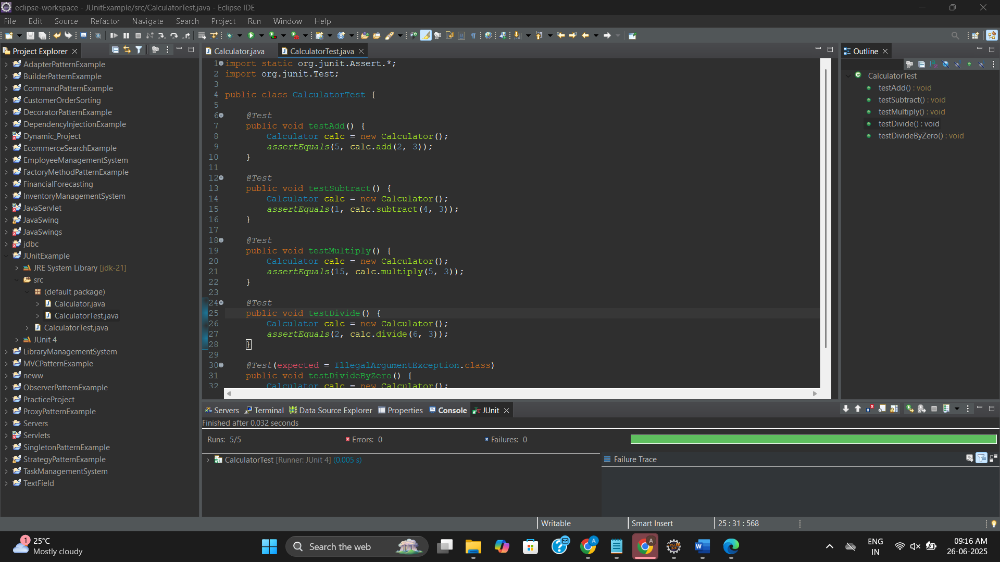 eclipse-workspace - JUnitExample/src/CalculatorTest.java - Eclipse IDE
File Edit Source Refactor Navigate Search Project Run Window Help
Project Explorer
AdapterPatternExample
BuilderPatternExample
CommandPatternExample
CustomerOrderSorting
DecoratorPatternExample
DependencyInjectionExample
Dynamic_Project
EcommerceSearchExample
EmployeeManagementSystem
FactoryMethodPatternExample
FinancialForecasting
InventoryManagementSystem
JavaServlet
JavaSwing
JavaSwings
jdbc
JUnitExample
JRE System Library [jdk-21]
src
(default package)
Calculator.java
CalculatorTest.java
CalculatorTest.java
JUnit 4
LibraryManagementSystem
MVCPatternExample
neww
ObserverPatternExample
PracticeProject
ProxyPatternExample
Servers
Servlets
SingletonPatternExample
StrategyPatternExample
TaskManagementSystem
TextField
Calculator.java CalculatorTest.java
1 import static org.junit.Assert.*;
2 import org.junit.Test;
3
4 public class CalculatorTest {
5
6 @Test
7 public void testAdd() {
8 Calculator calc = new Calculator();
9 assertEquals(5, calc.add(2, 3));
10 }
11
12 @Test
13 public void testSubtract() {
14 Calculator calc = new Calculator();
15 assertEquals(1, calc.subtract(4, 3));
16 }
17
18 @Test
19 public void testMultiply() {
20 Calculator calc = new Calculator();
21 assertEquals(15, calc.multiply(5, 3));
22 }
23
24 @Test
25 public void testDivide() {
26 Calculator calc = new Calculator();
27 assertEquals(2, calc.divide(6, 3));
28 }
29
30 @Test(expected = IllegalArgumentException.class)
31 public void testDivideByZero() {
32 Calculator calc = new Calculator();
Outline
CalculatorTest
testAdd() : void
testSubtract() : void
testMultiply() : void
testDivide() : void
testDivideByZero() : void
Servers Terminal Data Source Explorer Properties Console JUnit
Finished after 0.032 seconds
Runs: 5/5 Errors: 0 Failures: 0
CalculatorTest [Runner: JUnit 4] (0.005 s)
Failure Trace
Writable Smart Insert 25 : 31 : 568
1
25°C
Mostly cloudy
Search the web
ENG
IN
09:16 AM
26-06-2025